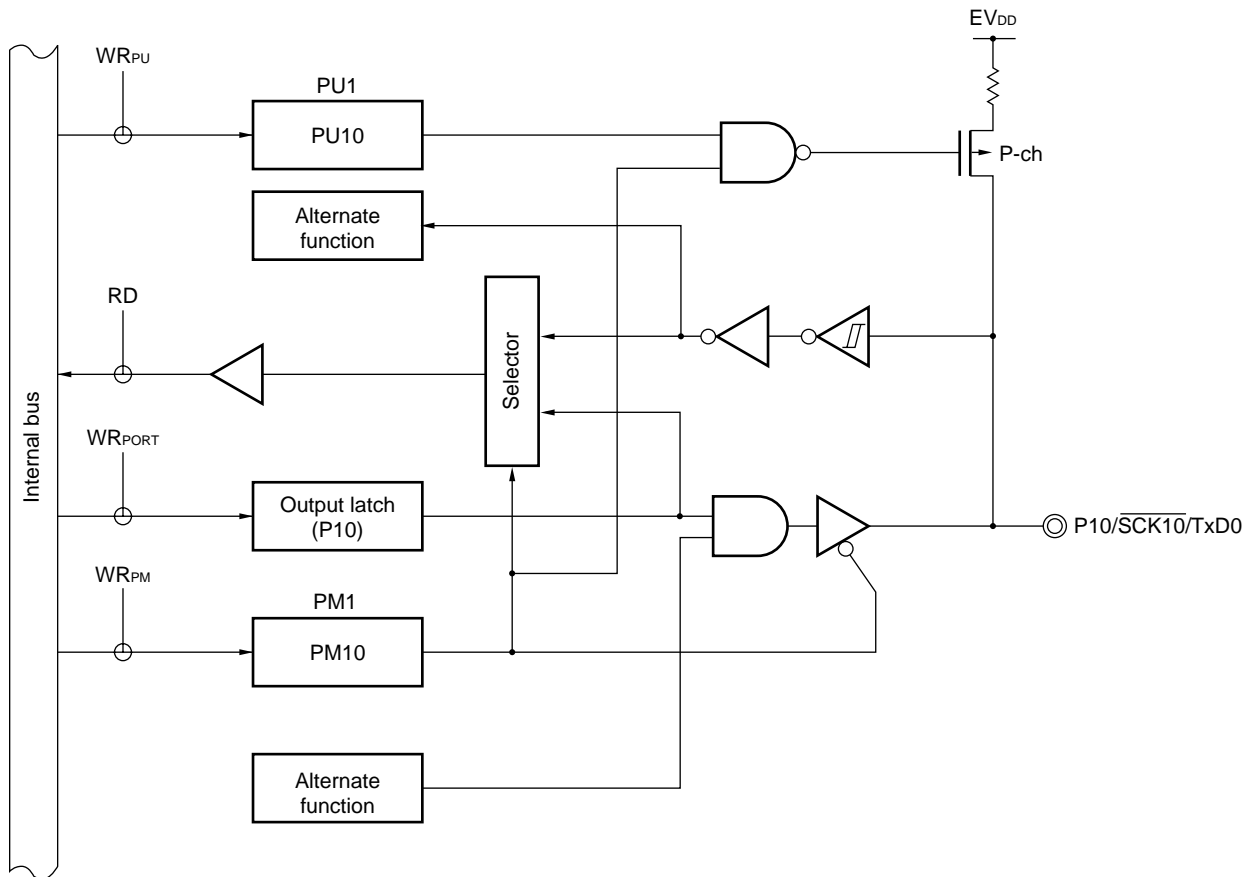 EVDD
WRPU
PU1
PU10
P-ch
Alternate
function
RD
Selector
Internal bus
WRPORT
Output latch
(P10)
P10/SCK10/TxD0
WRPM
PM1
PM10
Alternate
function